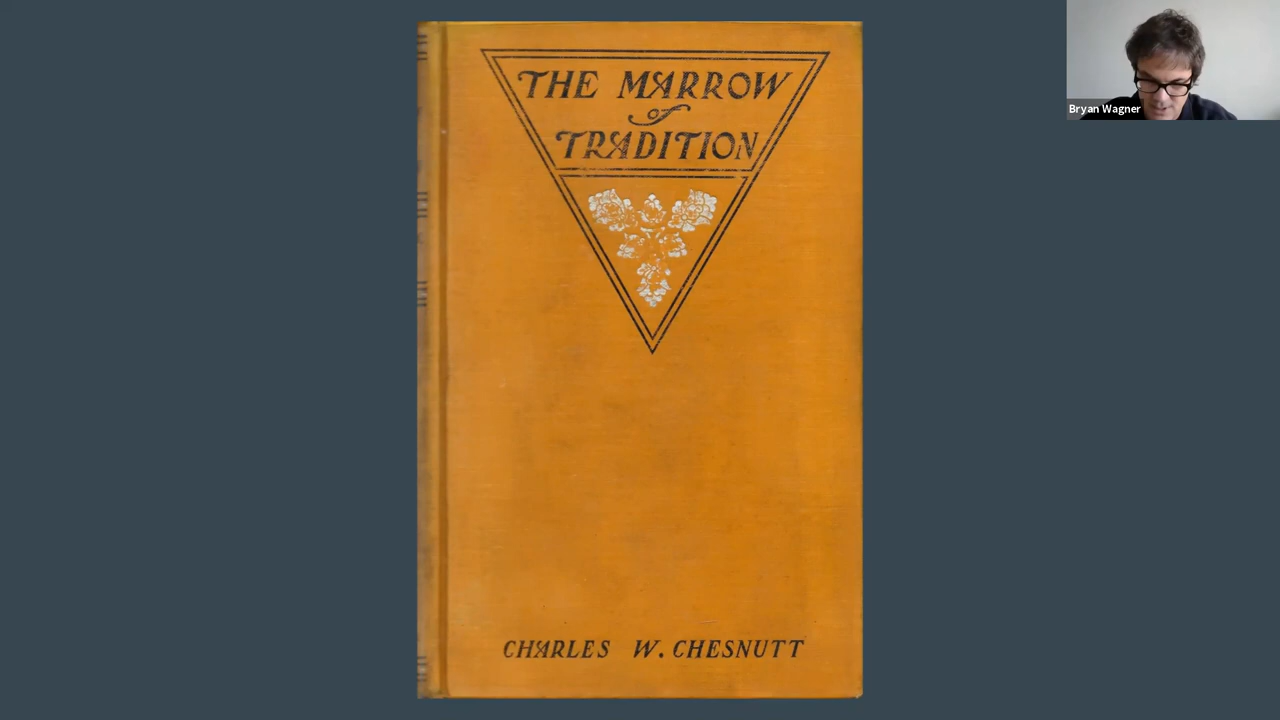 THE MARROW
of
TRADITION
CHARLES W. CHESNUTT
Bryan Wagner